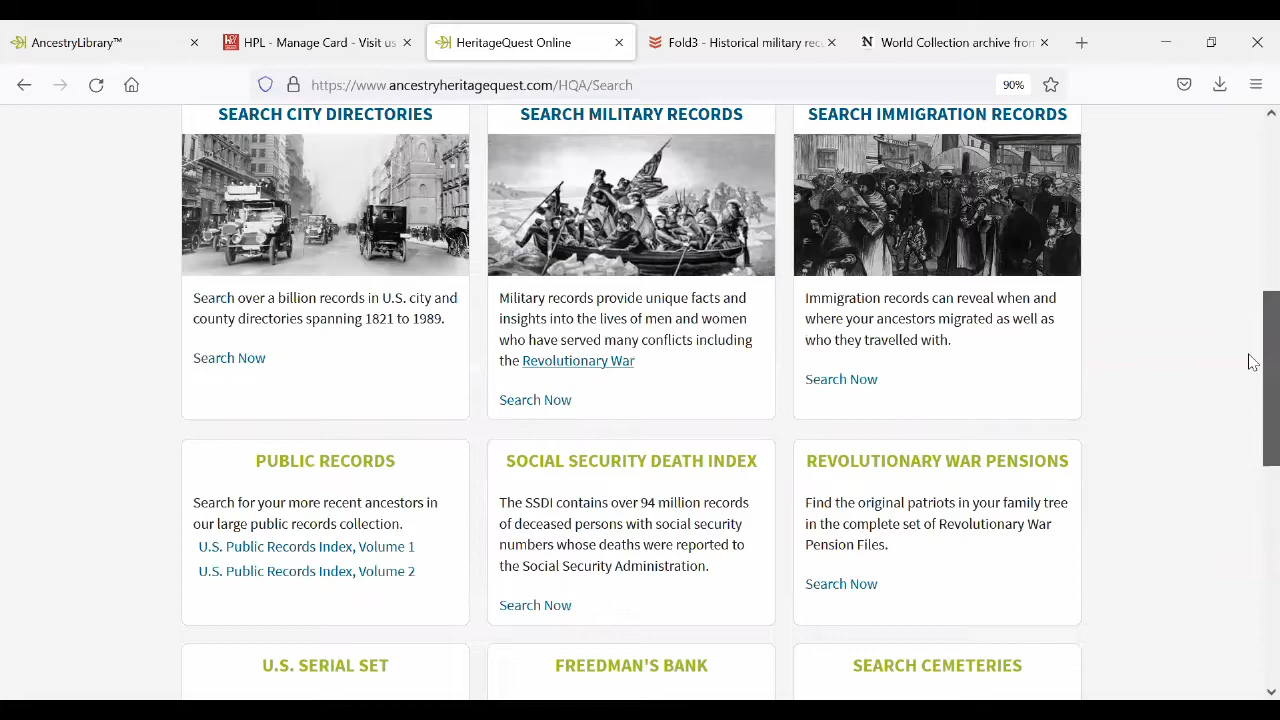 AncestryLibrary™
HPL - Manage Card - Visit us
HeritageQuest Online
Fold3 - Historical military rec
World Collection archive from
https://www.ancestryheritagequest.com/HQA/Search
90%
SEARCH CITY DIRECTORIES
Search over a billion records in U.S. city and
county directories spanning 1821 to 1989.
Search Now
SEARCH MILITARY RECORDS
Military records provide unique facts and
insights into the lives of men and women
who have served many conflicts including
the Revolutionary War
Search Now
SEARCH IMMIGRATION RECORDS
Immigration records can reveal when and
where your ancestors migrated as well as
who they travelled with.
Search Now
PUBLIC RECORDS
Search for your more recent ancestors in
our large public records collection.
U.S. Public Records Index, Volume 1
U.S. Public Records Index, Volume 2
SOCIAL SECURITY DEATH INDEX
The SSDI contains over 94 million records
of deceased persons with social security
numbers whose deaths were reported to
the Social Security Administration.
Search Now
REVOLUTIONARY WAR PENSIONS
Find the original patriots in your family tree
in the complete set of Revolutionary War
Pension Files.
Search Now
U.S. SERIAL SET
FREEDMAN'S BANK
SEARCH CEMETERIES